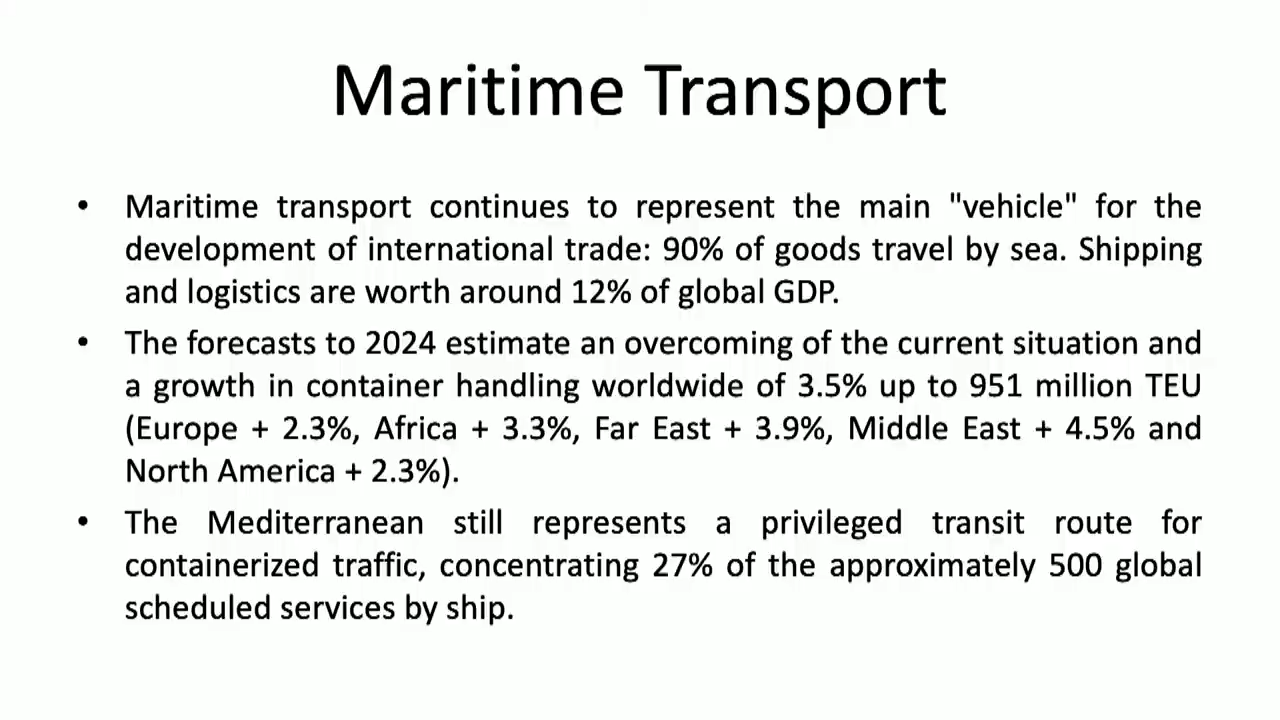 Maritime Transport
• Maritime transport continues to represent the main "vehicle" for the
development of international trade: 90% of goods travel by sea. Shipping
and logistics are worth around 12% of global GDP.
• The forecasts to 2024 estimate an overcoming of the current situation and
a growth in container handling worldwide of 3.5% up to 951 million TEU
(Europe + 2.3%, Africa + 3.3%, Far East + 3.9%, Middle East + 4.5% and
North America + 2.3%).
• The Mediterranean still represents a privileged transit route for
containerized traffic, concentrating 27% of the approximately 500 global
scheduled services by ship.